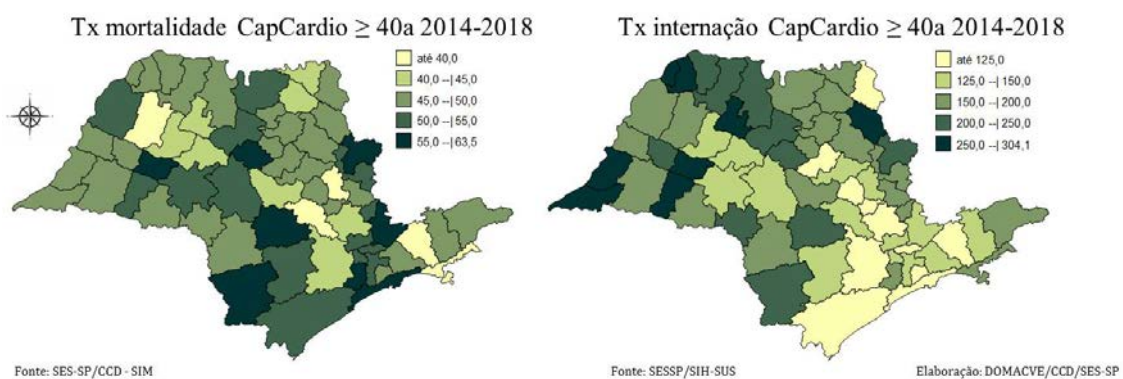 Tx mortalidade CapCardio ≥ 40a 2014-2018
até 40,0
40,0 --| 45,0
45,0 --| 50,0
50,0 --| 55,0
55,0 --| 63,5
Fonte: SES-SP/CCD - SIM
Tx internação CapCardio ≥ 40a 2014-2018
até 125,0
125,0 --| 150,0
150,0 --| 200,0
200,0 --| 250,0
250,0 --| 304,1
Fonte: SESSP/SIH-SUS
Elaboração: DOMACVE/CCD/SES-SP